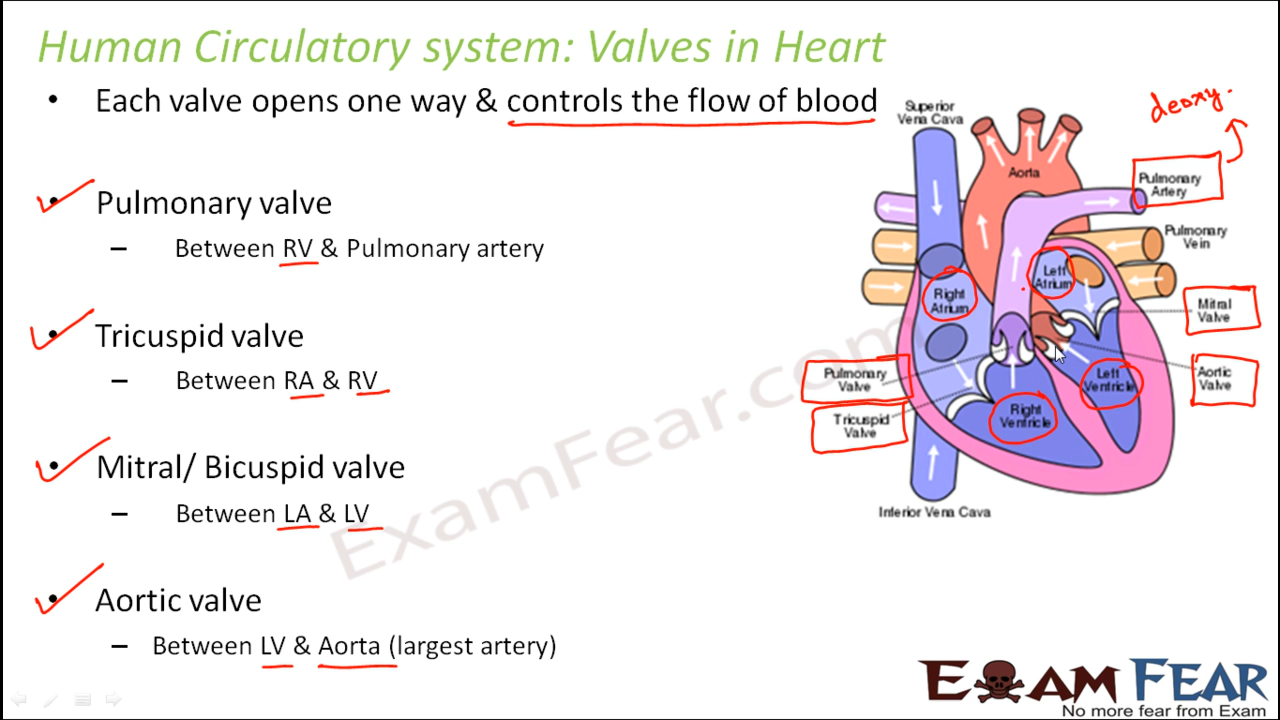 Human Circulatory system: Valves in Heart
• Each valve opens one way & controls the flow of blood
• Pulmonary valve
– Between RV & Pulmonary artery
• Tricuspid valve
– Between RA & RV
• Mitral/ Bicuspid valve
– Between LA & LV
• Aortic valve
– Between LV & Aorta (largest artery)
deoxy.
Superior
Vena Cava
Aorta
Pulmonary
Artery
Pulmonary
Vein
Left
Atrium
Right
Atrium
Mitral
Valve
Pulmonary
Valve
Aortic
Valve
Left
Ventricle
Tricuspid
Valve
Right
Ventricle
Inferior Vena Cava
ExamFear.com
EXAM FEAR
No more fear from Exam